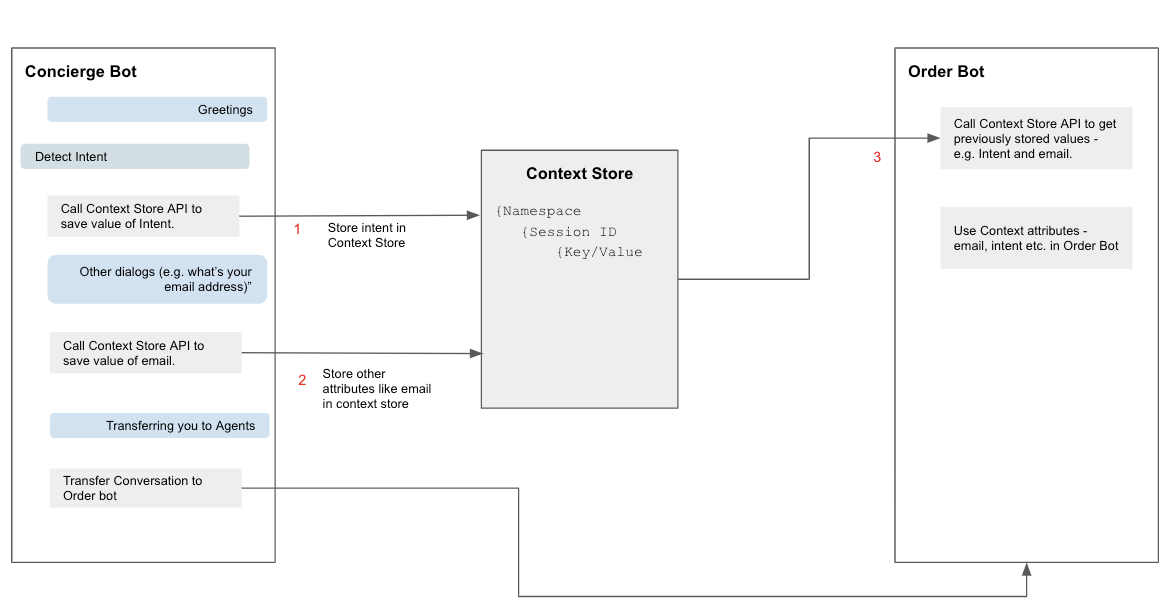 Concierge Bot
Greetings
Detect Intent
Call Context Store API to
save value of Intent.
Other dialogs (e.g. what's your
email address)”
Call Context Store API to
save value of email.
Transferring you to Agents
Transfer Conversation to
Order bot
1
Store intent in
Context Store
2
Store other
attributes like email
in context store
Context Store
{Namespace
{Session ID
{Key/Value
3
Order Bot
Call Context Store API to get
previously stored values -
e.g. Intent and email.
Use Context attributes -
email, intent etc. in Order Bot